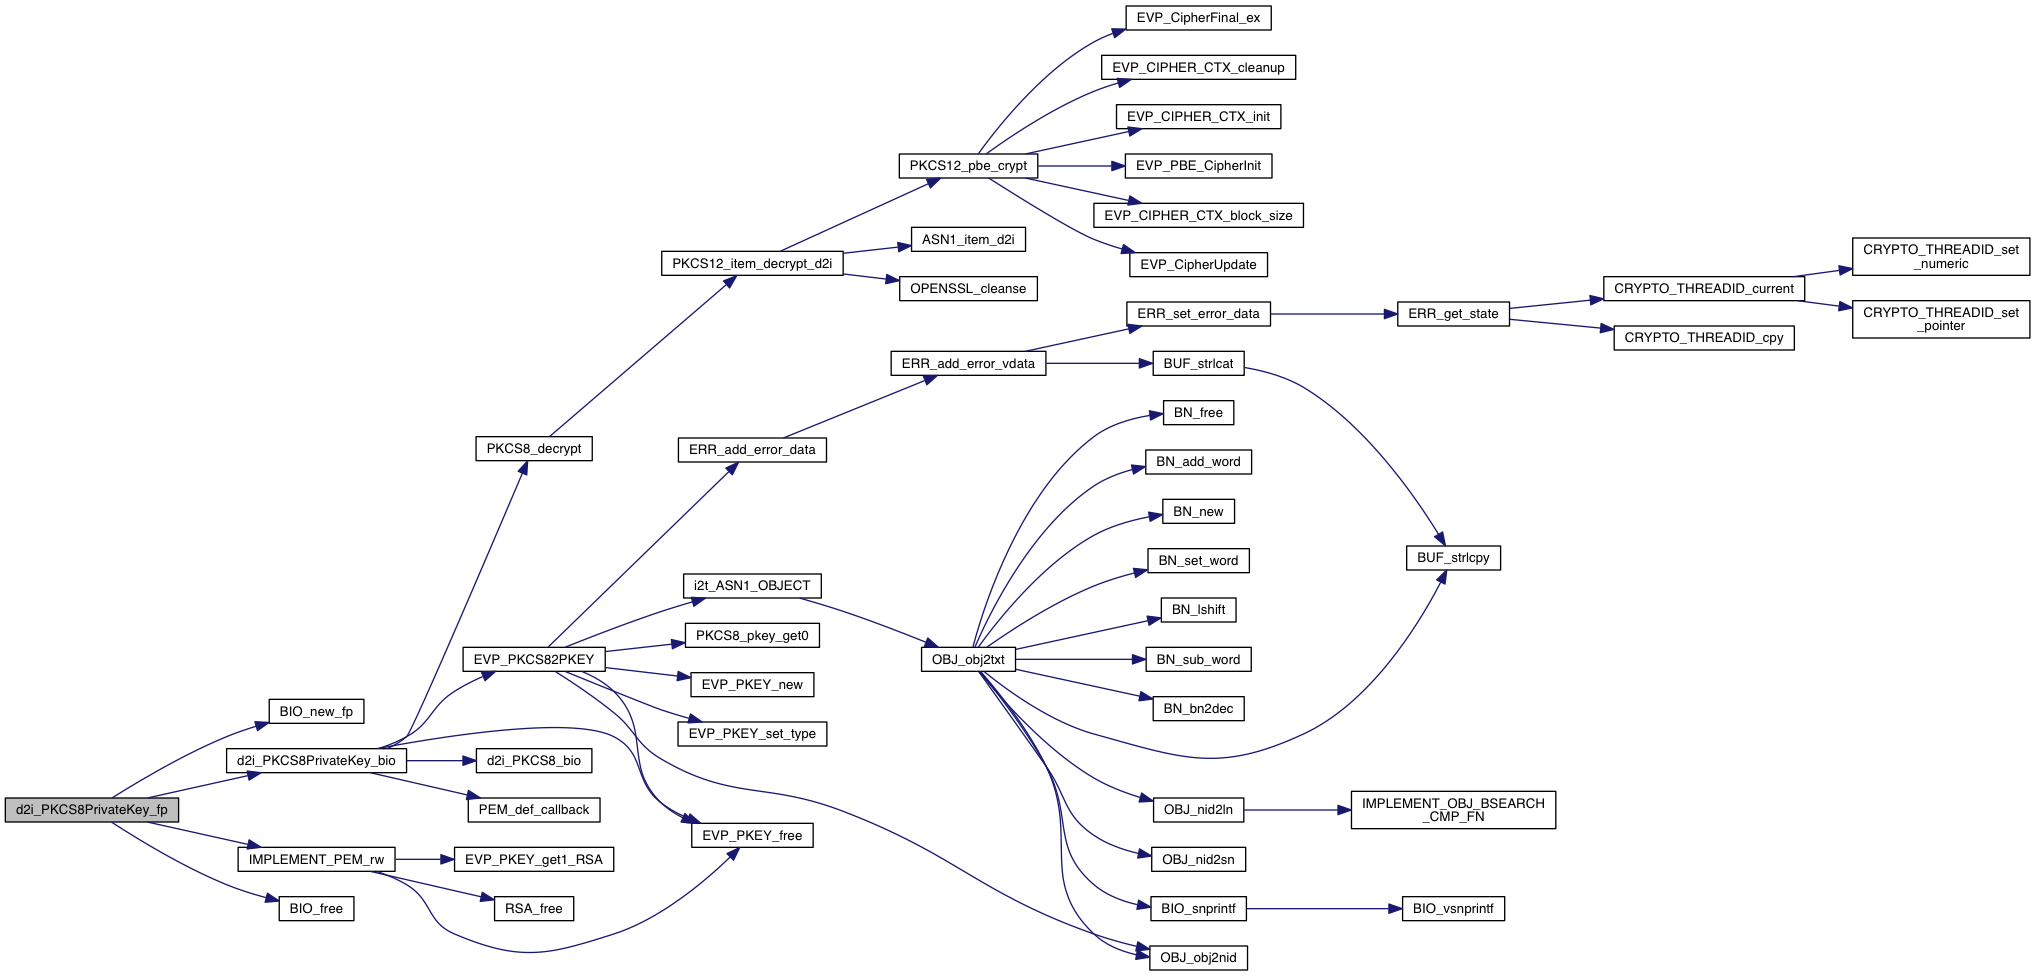 EVP_CipherFinal_ex
EVP_CIPHER_CTX_cleanup
EVP_CIPHER_CTX_init
PKCS12_pbe_crypt
EVP_PBE_CipherInit
EVP_CIPHER_CTX_block_size
ASN1_item_d2i
PKCS12_item_decrypt_d2i
EVP_CipherUpdate
OPENSSL_cleanse
CRYPTO_THREADID_set
_numeric
CRYPTO_THREADID_current
ERR_set_error_data
ERR_get_state
CRYPTO_THREADID_set
_pointer
CRYPTO_THREADID_cpy
ERR_add_error_vdata
BUF_strlcat
BN_free
PKCS8_decrypt
ERR_add_error_data
BN_add_word
BN_new
BN_set_word
BUF_strlcpy
i2t_ASN1_OBJECT
BN_lshift
PKCS8_pkey_get0
EVP_PKCS82PKEY
OBJ_obj2txt
BN_sub_word
EVP_PKEY_new
BIO_new_fp
BN_bn2dec
EVP_PKEY_set_type
d2i_PKCS8PrivateKey_bio
d2i_PKCS8_bio
d2i_PKCS8PrivateKey_fp
PEM_def_callback
OBJ_nid2ln
IMPLEMENT_OBJ_BSEARCH
_CMP_FN
EVP_PKEY_free
IMPLEMENT_PEM_rw
EVP_PKEY_get1_RSA
OBJ_nid2sn
BIO_free
RSA_free
BIO_snprintf
BIO_vsnprintf
OBJ_obj2nid